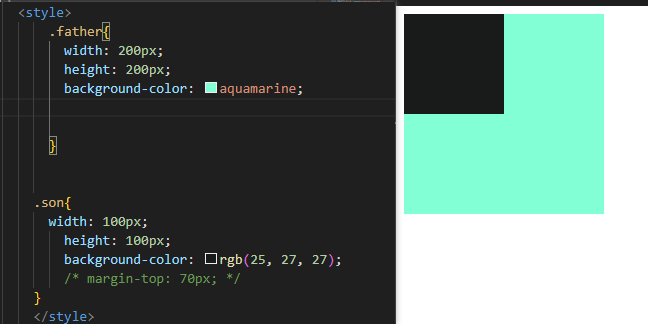 <style>
.father{
width: 200px;
height: 200px;
background-color: aquamarine;
}
.son{
width: 100px;
height: 100px;
background-color: rgb(25, 27, 27);
/* margin-top: 70px; */
}
</style>